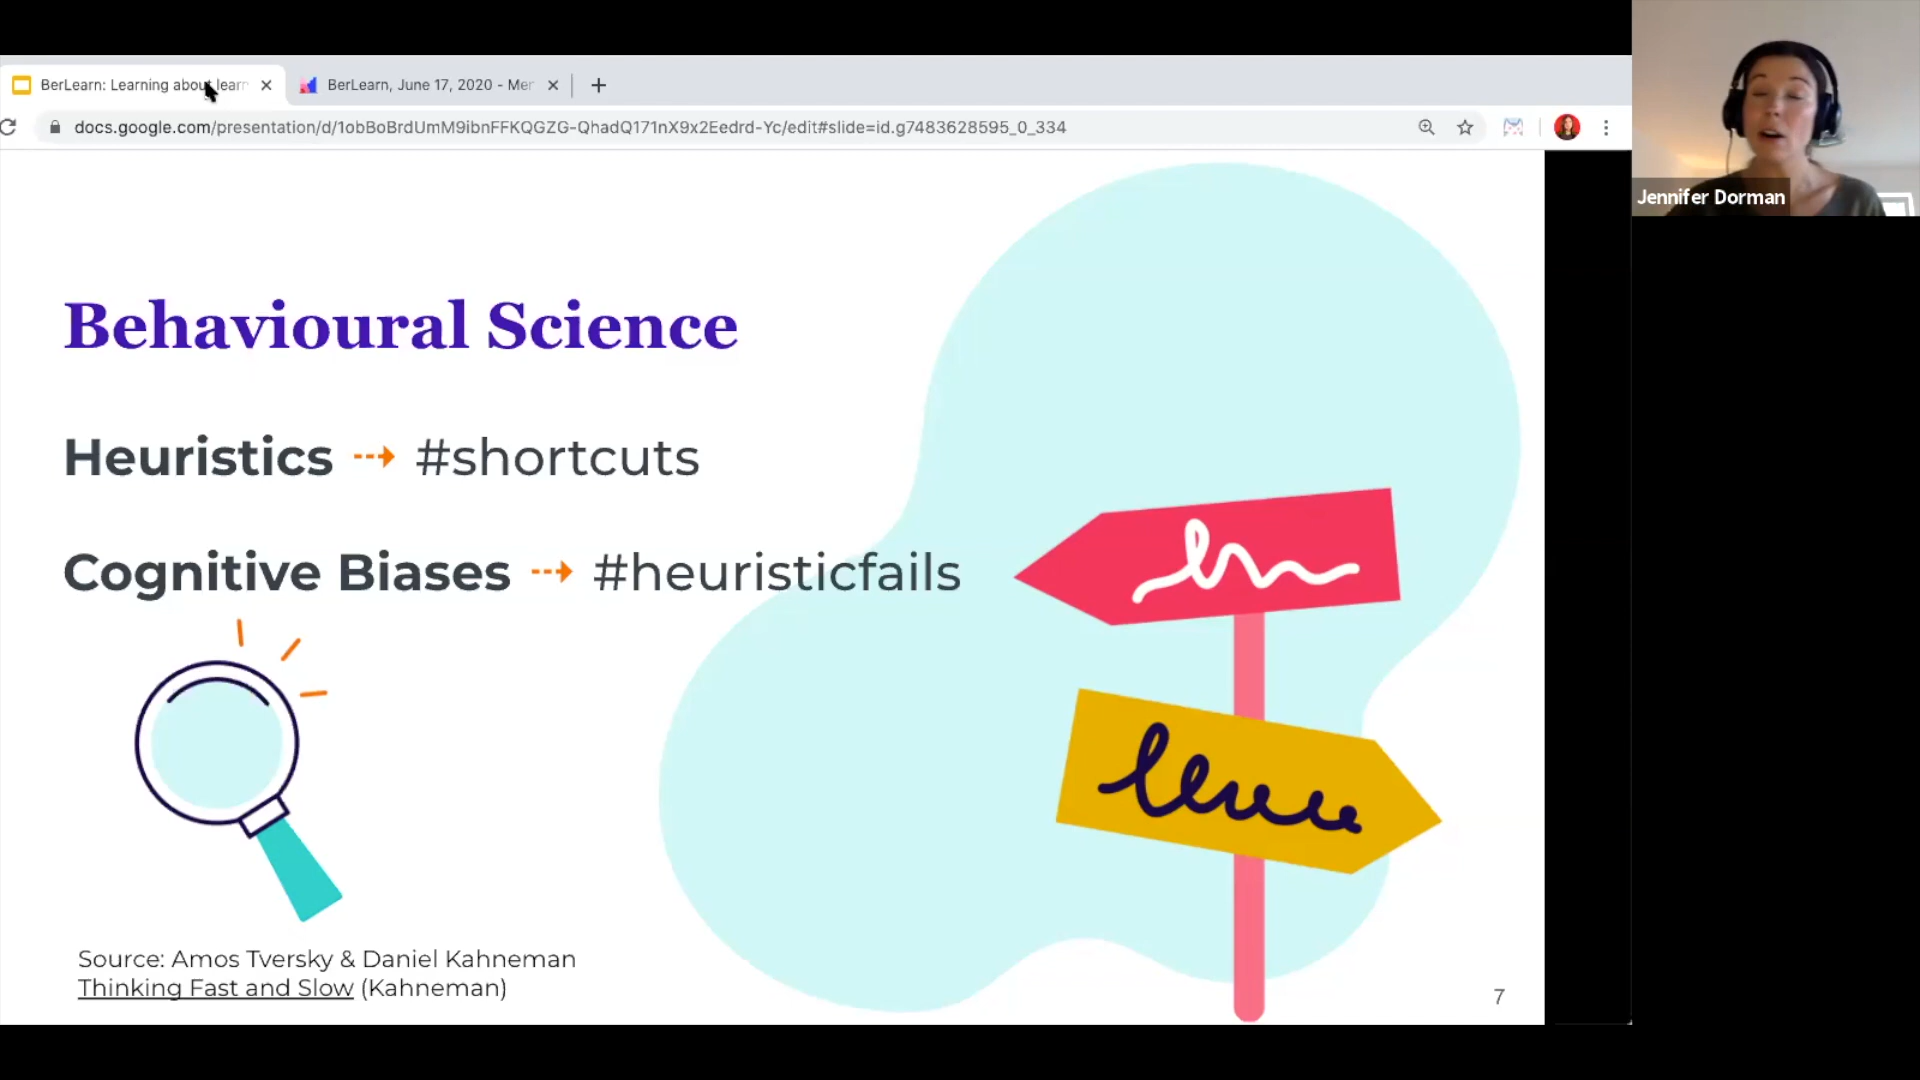 BerLearn: Learning about learn
BerLearn, June 17, 2020 - Mer
docs.google.com/presentation/d/1obBoBrdUmM9ibnFFKQGZG-QhadQ171nX9x2Eedrd-Yc/edit#slide=id.g7483628595_0_334
Jennifer Dorman
Behavioural Science
Heuristics ⇢ #shortcuts
Cognitive Biases ⇢ #heuristicfails
Source: Amos Tversky & Daniel Kahneman
Thinking Fast and Slow (Kahneman)
7